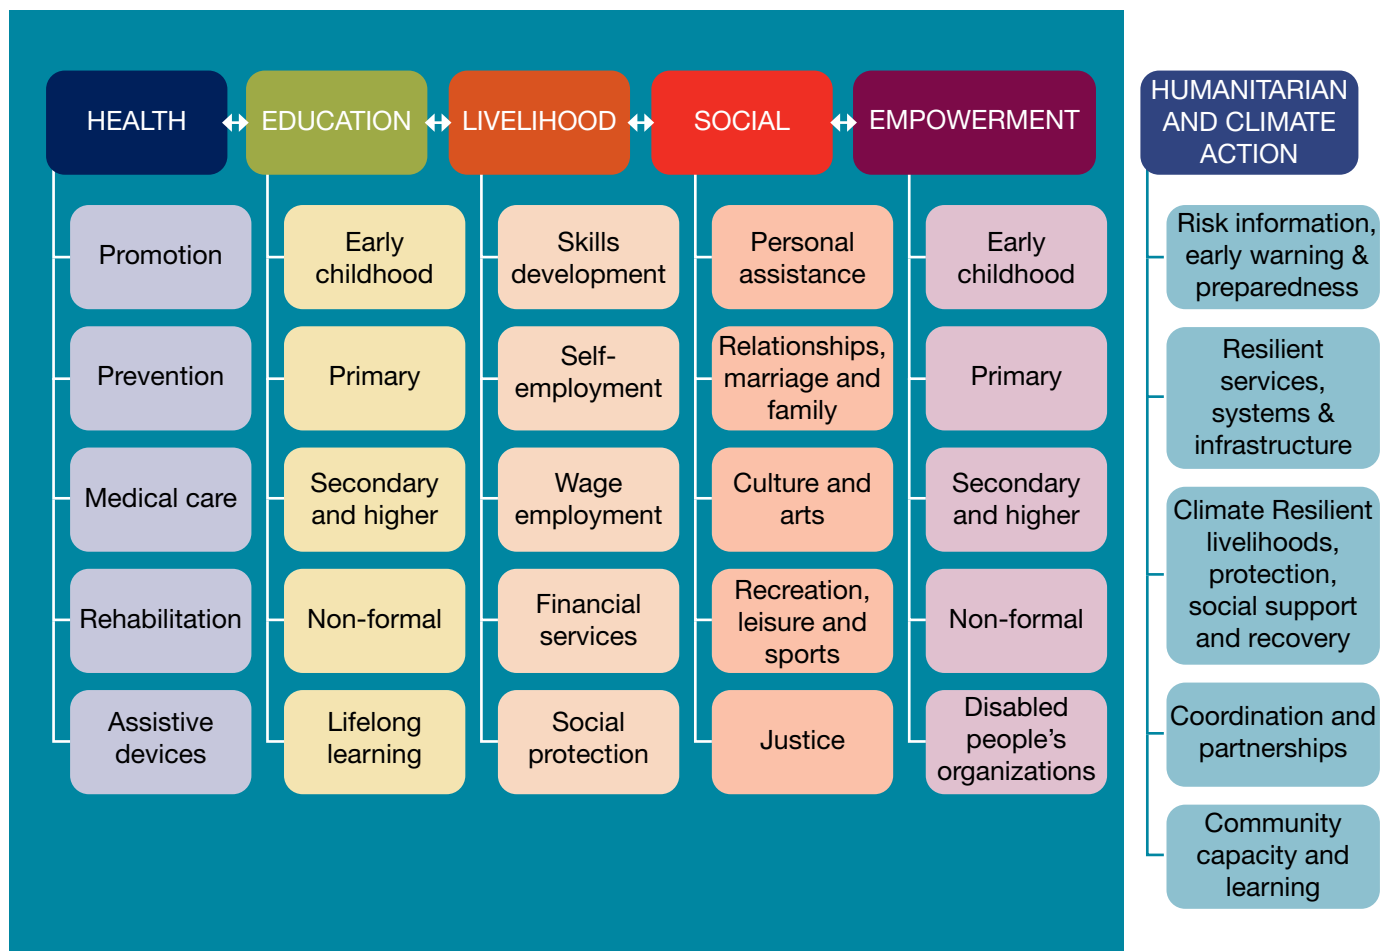 HEALTH
EDUCATION
LIVELIHOOD
SOCIAL
EMPOWERMENT
HUMANITARIAN
AND CLIMATE
ACTION
Promotion
Prevention
Medical care
Rehabilitation
Assistive
devices
Early
childhood
Primary
Secondary
and higher
Non-formal
Lifelong
learning
Skills
development
Self-
employment
Wage
employment
Financial
services
Social
protection
Personal
assistance
Relationships,
marriage and
family
Culture and
arts
Recreation,
leisure and
sports
Justice
Early
childhood
Primary
Secondary
and higher
Non-formal
Disabled
people’s
organizations
Risk information,
early warning &
preparedness
Resilient
services,
systems &
infrastructure
Climate Resilient
livelihoods,
protection,
social support
and recovery
Coordination and
partnerships
Community
capacity and
learning